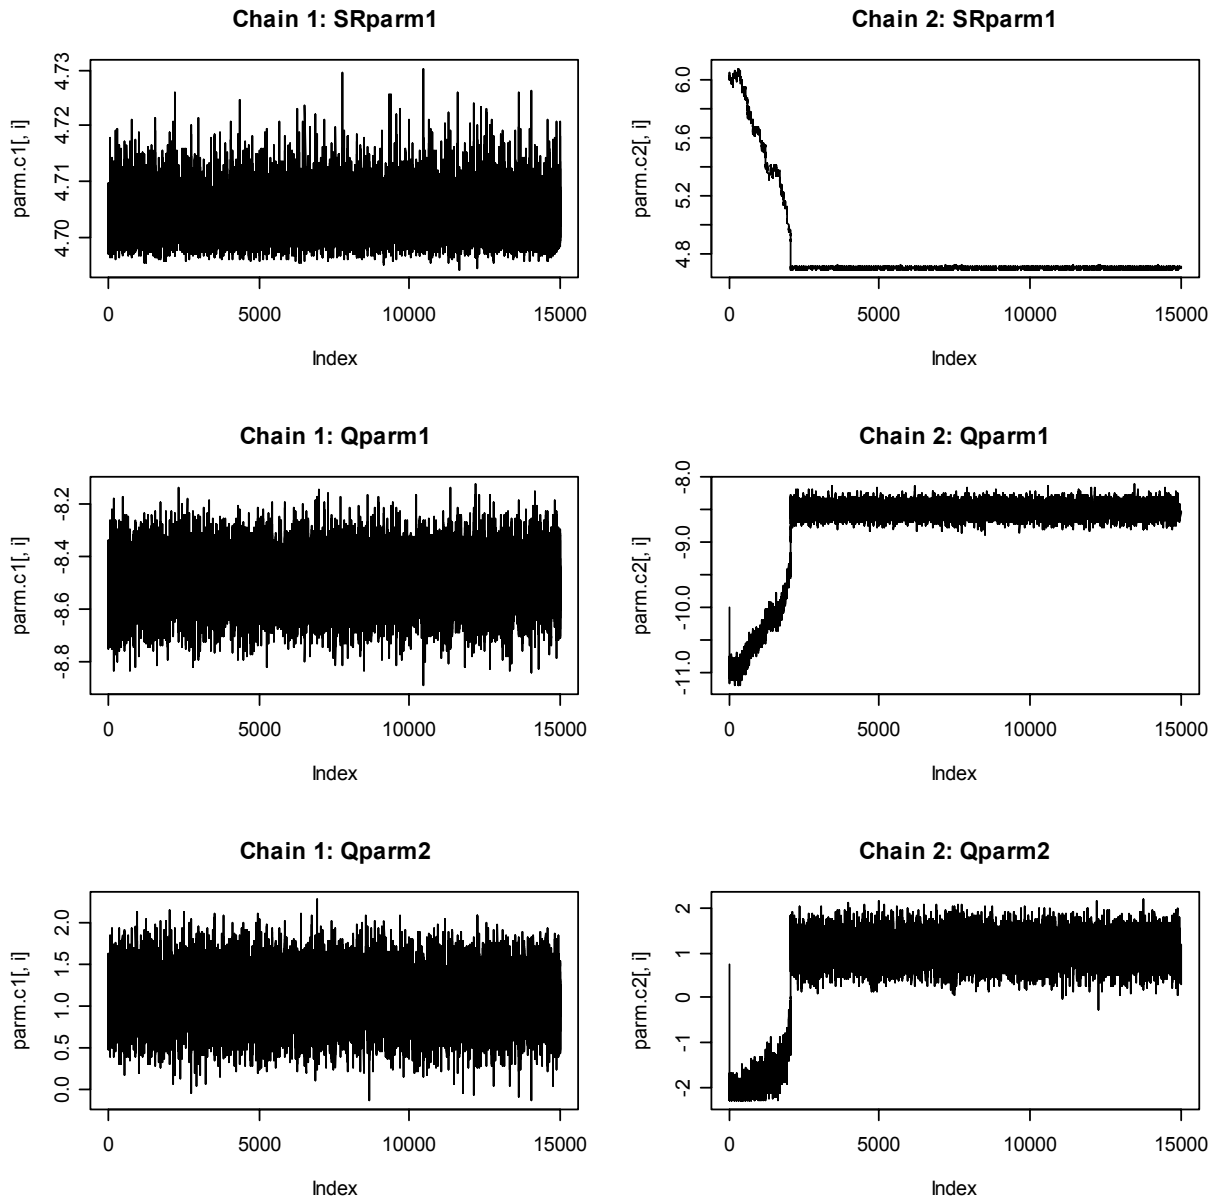 Chain 1: SRparm1
parm.c1[, i]
4.70 4.71 4.72 4.73
0 5000 10000 15000
Index
Chain 2: SRparm1
parm.c2[, i]
4.8 5.2 5.6 6.0
0 5000 10000 15000
Index
Chain 1: Qparm1
parm.c1[, i]
-8.8 -8.6 -8.4 -8.2
0 5000 10000 15000
Index
Chain 2: Qparm1
parm.c2[, i]
-11.0 -10.0 -9.0 -8.0
0 5000 10000 15000
Index
Chain 1: Qparm2
parm.c1[, i]
0.0 0.5 1.0 1.5 2.0
0 5000 10000 15000
Index
Chain 2: Qparm2
parm.c2[, i]
-2 -1 0 1 2
0 5000 10000 15000
Index